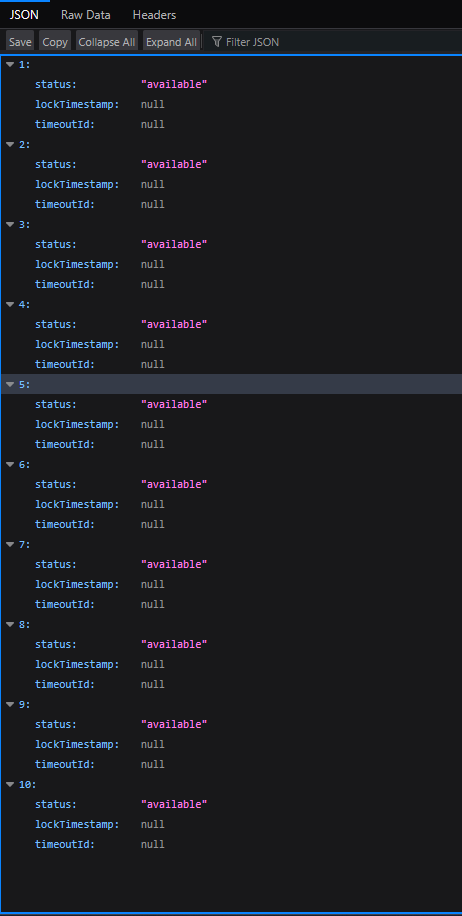 JSON Raw Data Headers
Save Copy Collapse All Expand All Filter JSON
1:
status: "available"
lockTimestamp: null
timeoutId: null
2:
status: "available"
lockTimestamp: null
timeoutId: null
3:
status: "available"
lockTimestamp: null
timeoutId: null
4:
status: "available"
lockTimestamp: null
timeoutId: null
5:
status: "available"
lockTimestamp: null
timeoutId: null
6:
status: "available"
lockTimestamp: null
timeoutId: null
7:
status: "available"
lockTimestamp: null
timeoutId: null
8:
status: "available"
lockTimestamp: null
timeoutId: null
9:
status: "available"
lockTimestamp: null
timeoutId: null
10:
status: "available"
lockTimestamp: null
timeoutId: null